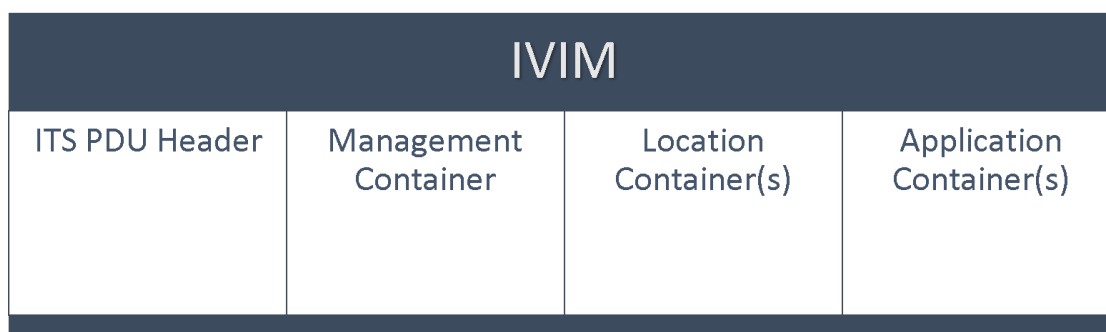 IVIM
ITS PDU Header
Management
Container
Location
Container(s)
Application
Container(s)